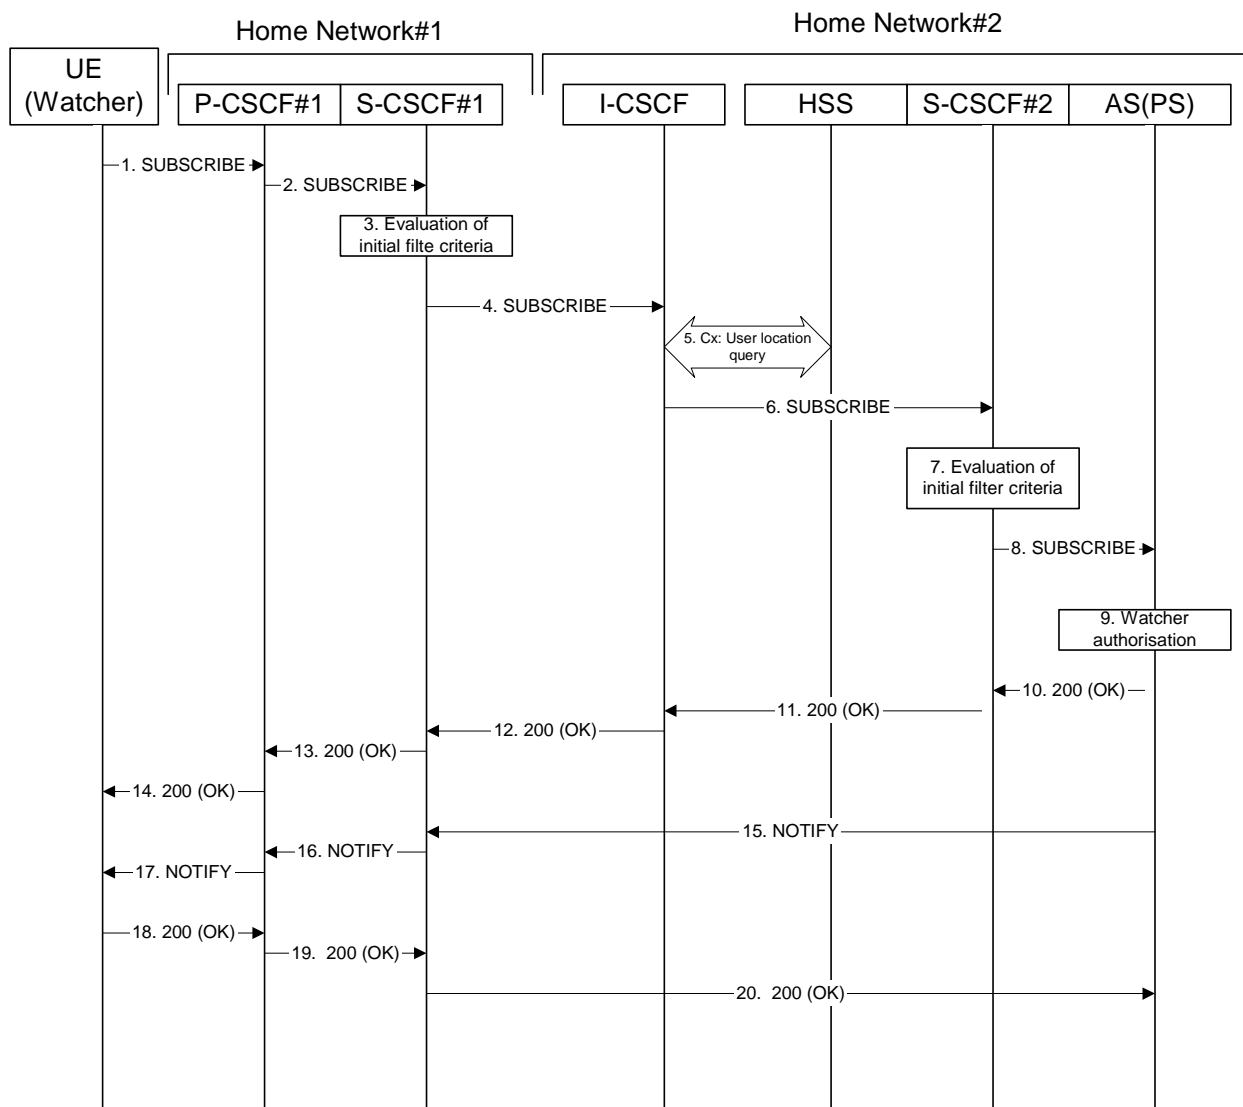 Home Network#1
Home Network#2
UE
(Watcher)
P-CSCF#1
S-CSCF#1
I-CSCF
HSS
S-CSCF#2
AS(PS)
1. SUBSCRIBE
2. SUBSCRIBE
3. Evaluation of
initial filte criteria
4. SUBSCRIBE
5. Cx: User location
query
6. SUBSCRIBE
7. Evaluation of
initial filter criteria
8. SUBSCRIBE
9. Watcher
authorisation
10. 200 (OK)
11. 200 (OK)
12. 200 (OK)
13. 200 (OK)
14. 200 (OK)
15. NOTIFY
16. NOTIFY
17. NOTIFY
18. 200 (OK)
19. 200 (OK)
20. 200 (OK)